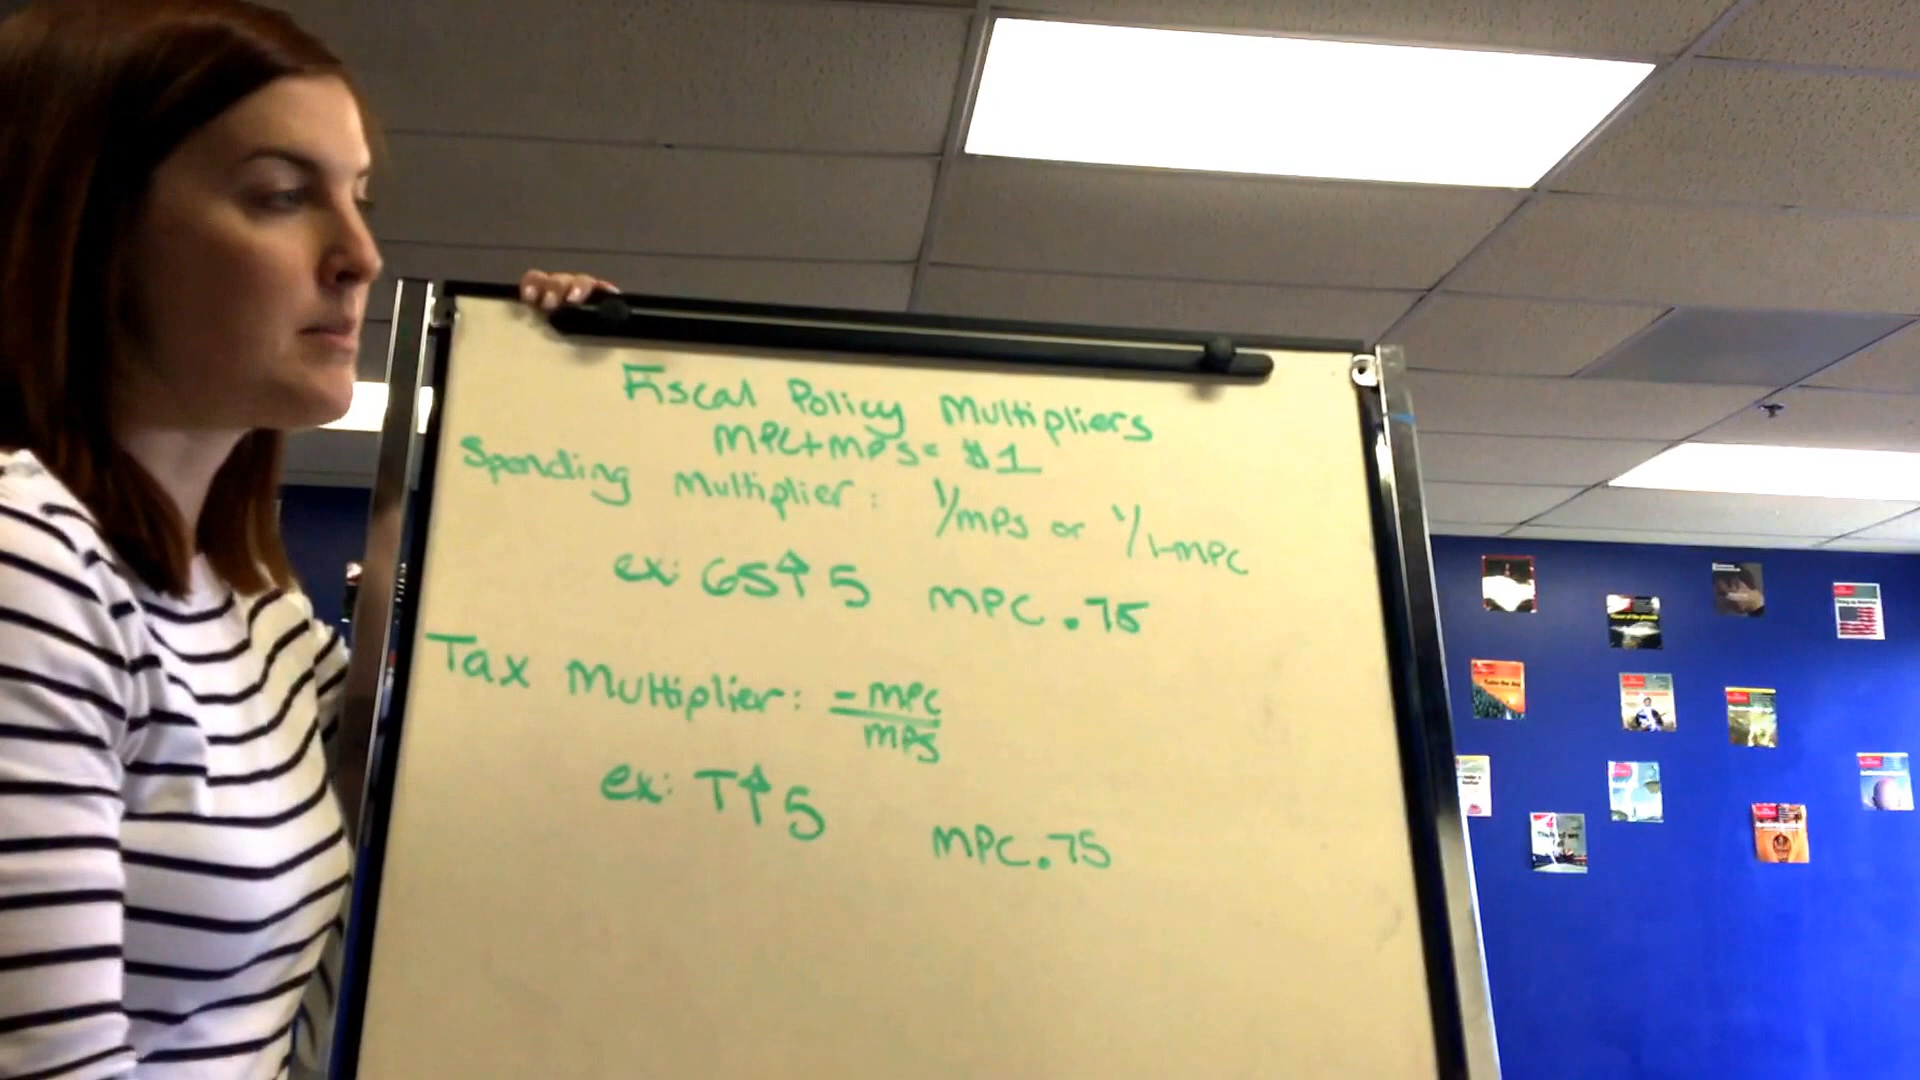 Fiscal Policy Multipliers
MPC+MPS= $1
Spending Multiplier: 1/MPS or 1/1-MPC
ex: GS↑ 5 MPC .75
Tax Multiplier: -MPC
MPS
ex: T↑ 5 MPC .75